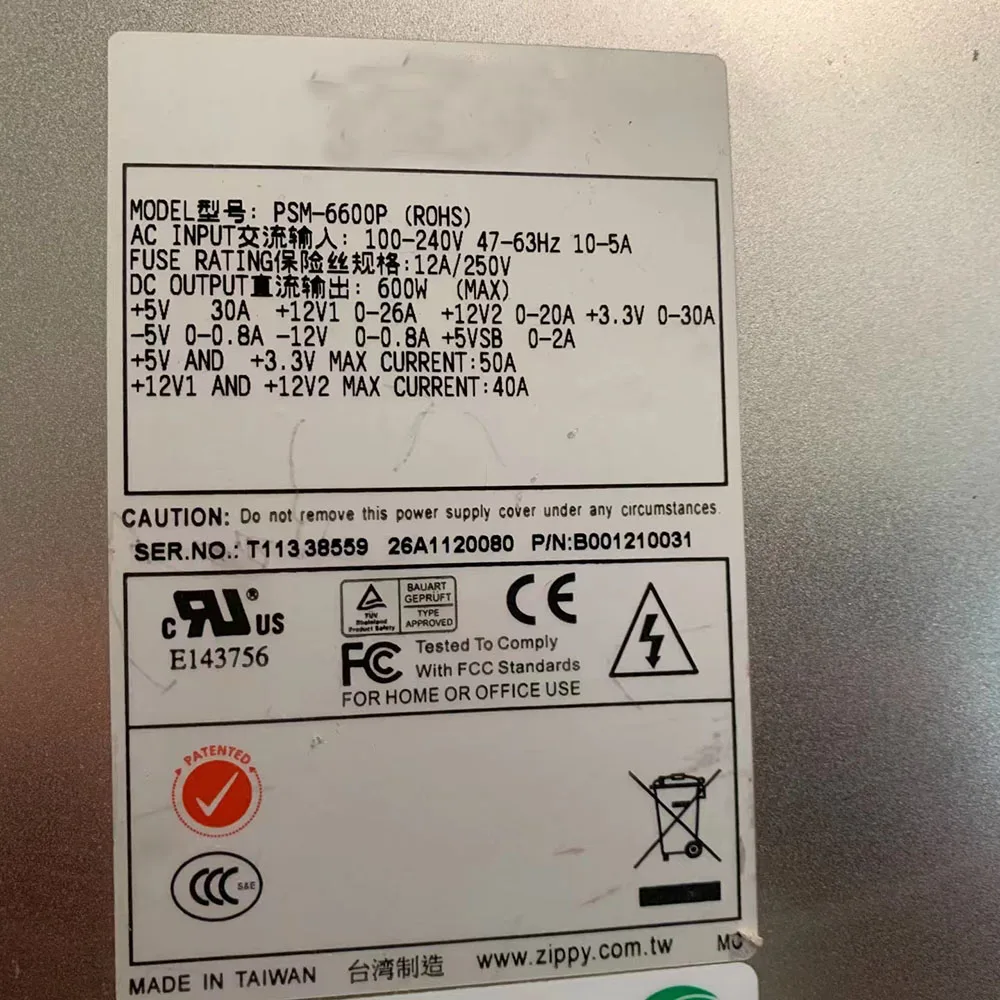 MODEL型号: PSM-6600P (ROHS)
AC INPUT交流输入: 100-240V 47-63Hz 10-5A
FUSE RATING保险丝规格:12A/250V
DC OUTPUT直流输出: 600W (MAX)
+5V 30A +12V1 0-26A +12V2 0-20A +3.3V 0-30A
-5V 0-0.8A -12V 0-0.8A +5VSB 0-2A
+5V AND +3.3V MAX CURRENT:50A
+12V1 AND +12V2 MAX CURRENT:40A
CAUTION: Do not remove this power supply cover under any circumstances.
SER.NO.: T11338559 26A1120080 P/N:B001210031
C RU ® US
E143756
TÜV
Rheinland
Product Safety
BAUART
GEPRÜFT
TYPE
APPROVED
CE
FC Tested To Comply
With FCC Standards
FOR HOME OR OFFICE USE
PATENTED
CCC S&E
MADE IN TAIWAN 台湾制造 www.zippy.com.tw MC